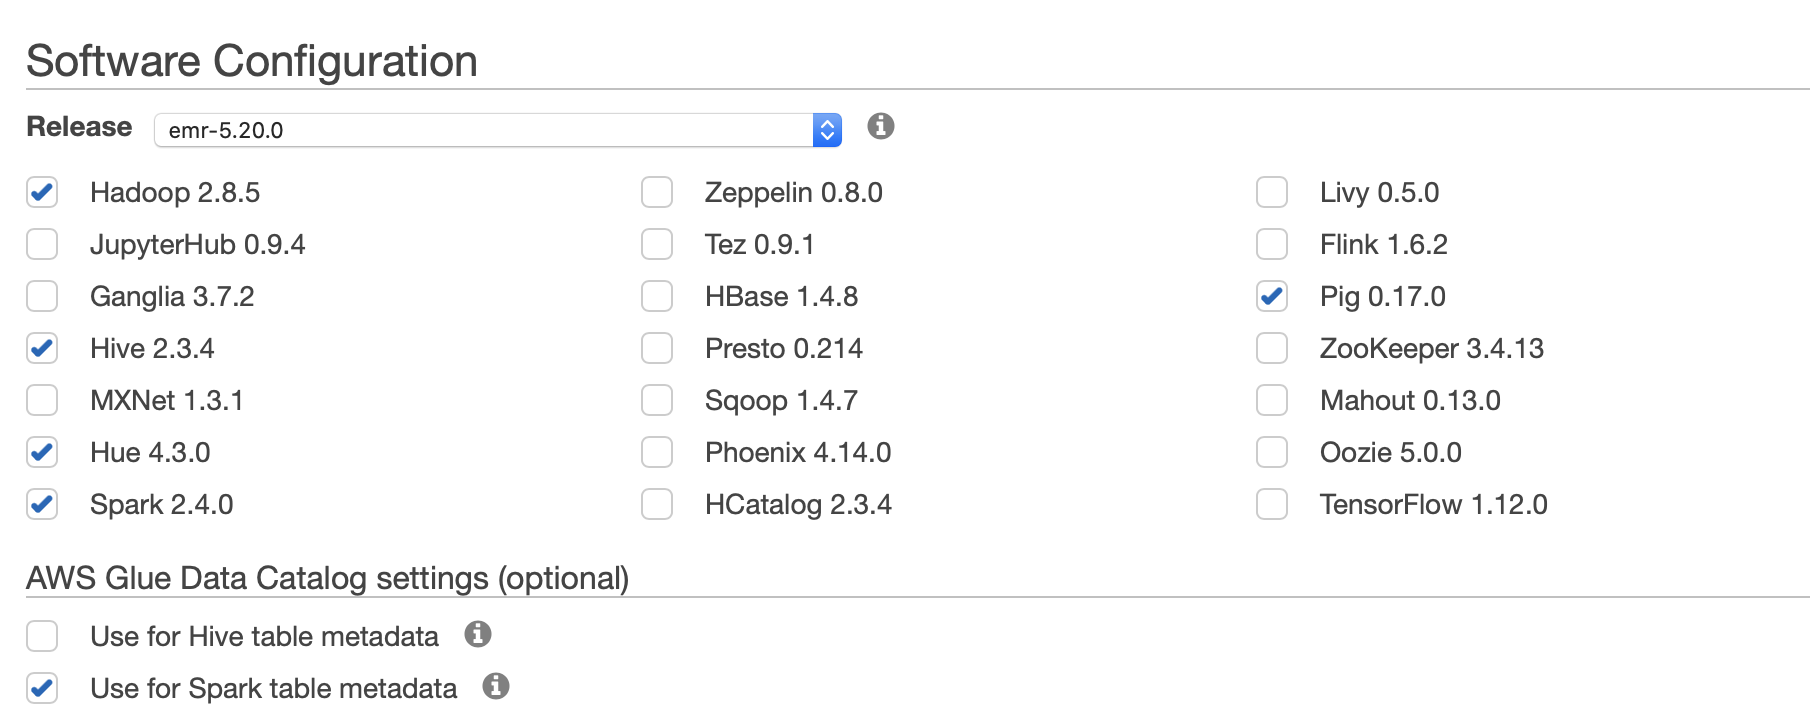 Software Configuration
Release emr-5.20.0
Hadoop 2.8.5 Zeppelin 0.8.0 Livy 0.5.0
JupyterHub 0.9.4 Tez 0.9.1 Flink 1.6.2
Ganglia 3.7.2 HBase 1.4.8 Pig 0.17.0
Hive 2.3.4 Presto 0.214 ZooKeeper 3.4.13
MXNet 1.3.1 Sqoop 1.4.7 Mahout 0.13.0
Hue 4.3.0 Phoenix 4.14.0 Oozie 5.0.0
Spark 2.4.0 HCatalog 2.3.4 TensorFlow 1.12.0
AWS Glue Data Catalog settings (optional)
Use for Hive table metadata
Use for Spark table metadata